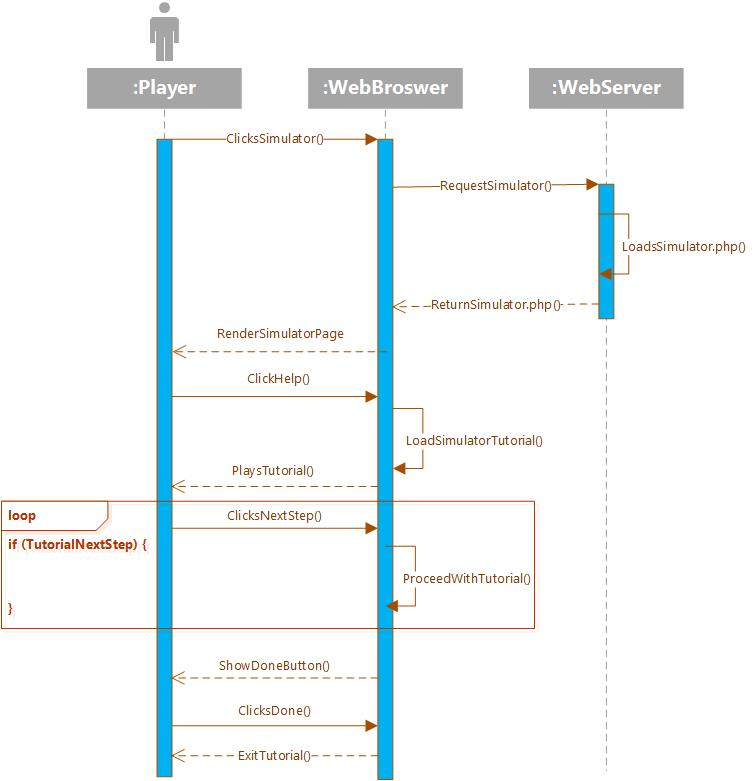 :Player
:WebBroswer
:WebServer
ClicksSimulator()
RequestSimulator()
LoadsSimulator.php()
ReturnSimulator.php()
RenderSimulatorPage
ClickHelp()
LoadSimulatorTutorial()
PlaysTutorial()
loop
ClicksNextStep()
if (TutorialNextStep) {
ProceedWithTutorial()
}
ShowDoneButton()
ClicksDone()
ExitTutorial()